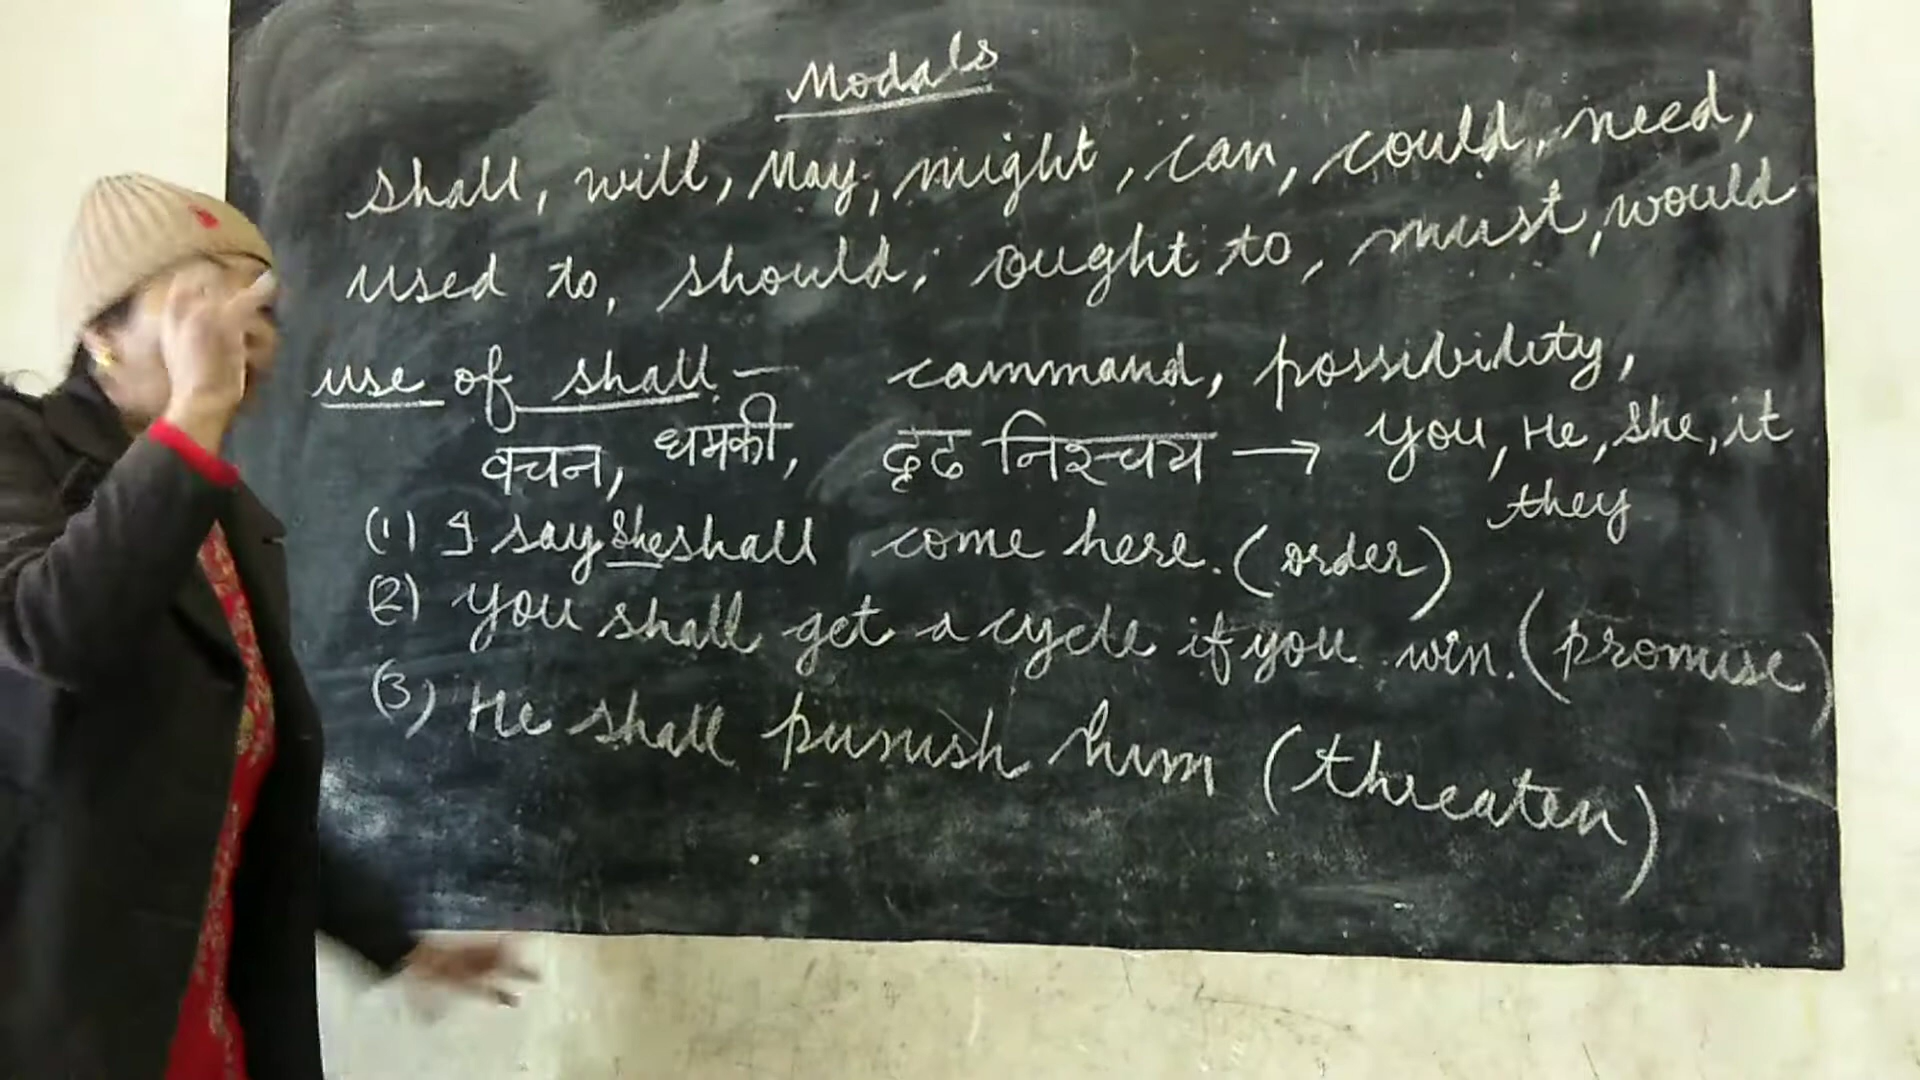 Modals
shall, will, May, might, can, could, need,
used to, should, ought to, must, would
use of shall — cammand, possibility,
वचन, धमकी, दृढ निश्चय → you, He, she, it
they
(1) I say she shall come here. (order)
(2) you shall get a cycle if you win. (promise)
(3) He shall punish him (threaten)